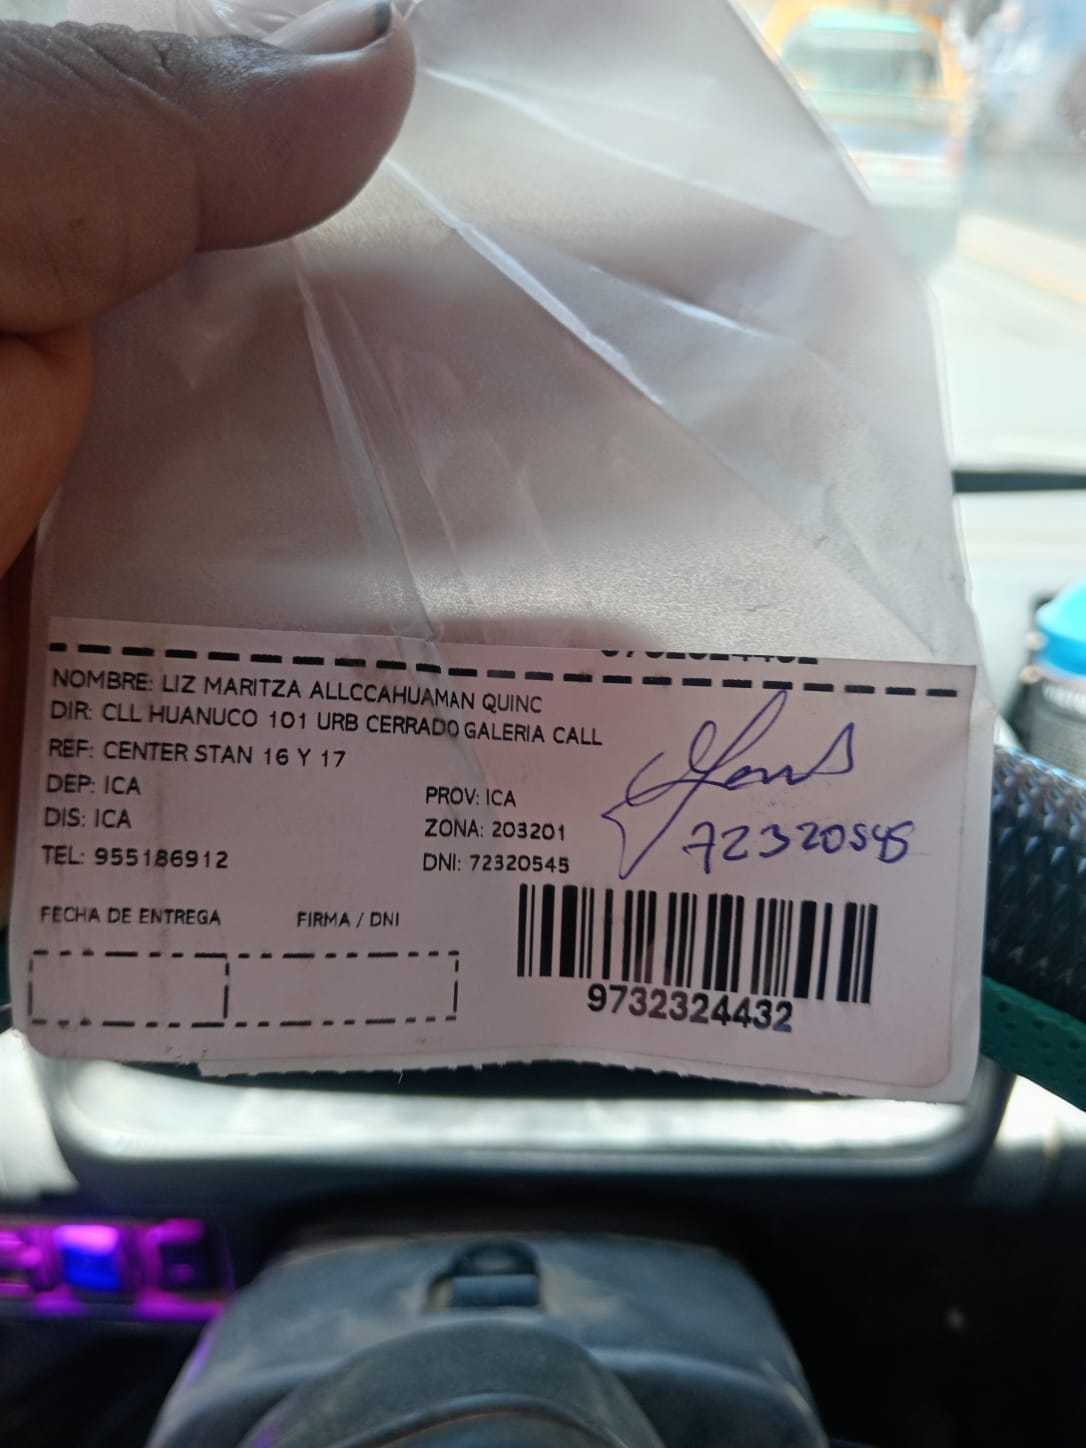 NOMBRE: LIZ MARITZA ALLCCAHUAMAN QUINC
DIR: CLL HUANUCO 101 URB CERRADO GALERIA CALL
REF: CENTER STAN 16 Y 17
DEP: ICA
PROV: ICA
DIS: ICA
ZONA: 203201
TEL: 955186912
DNI: 72320545
72320545
FECHA DE ENTREGA
FIRMA / DNI
9732324432